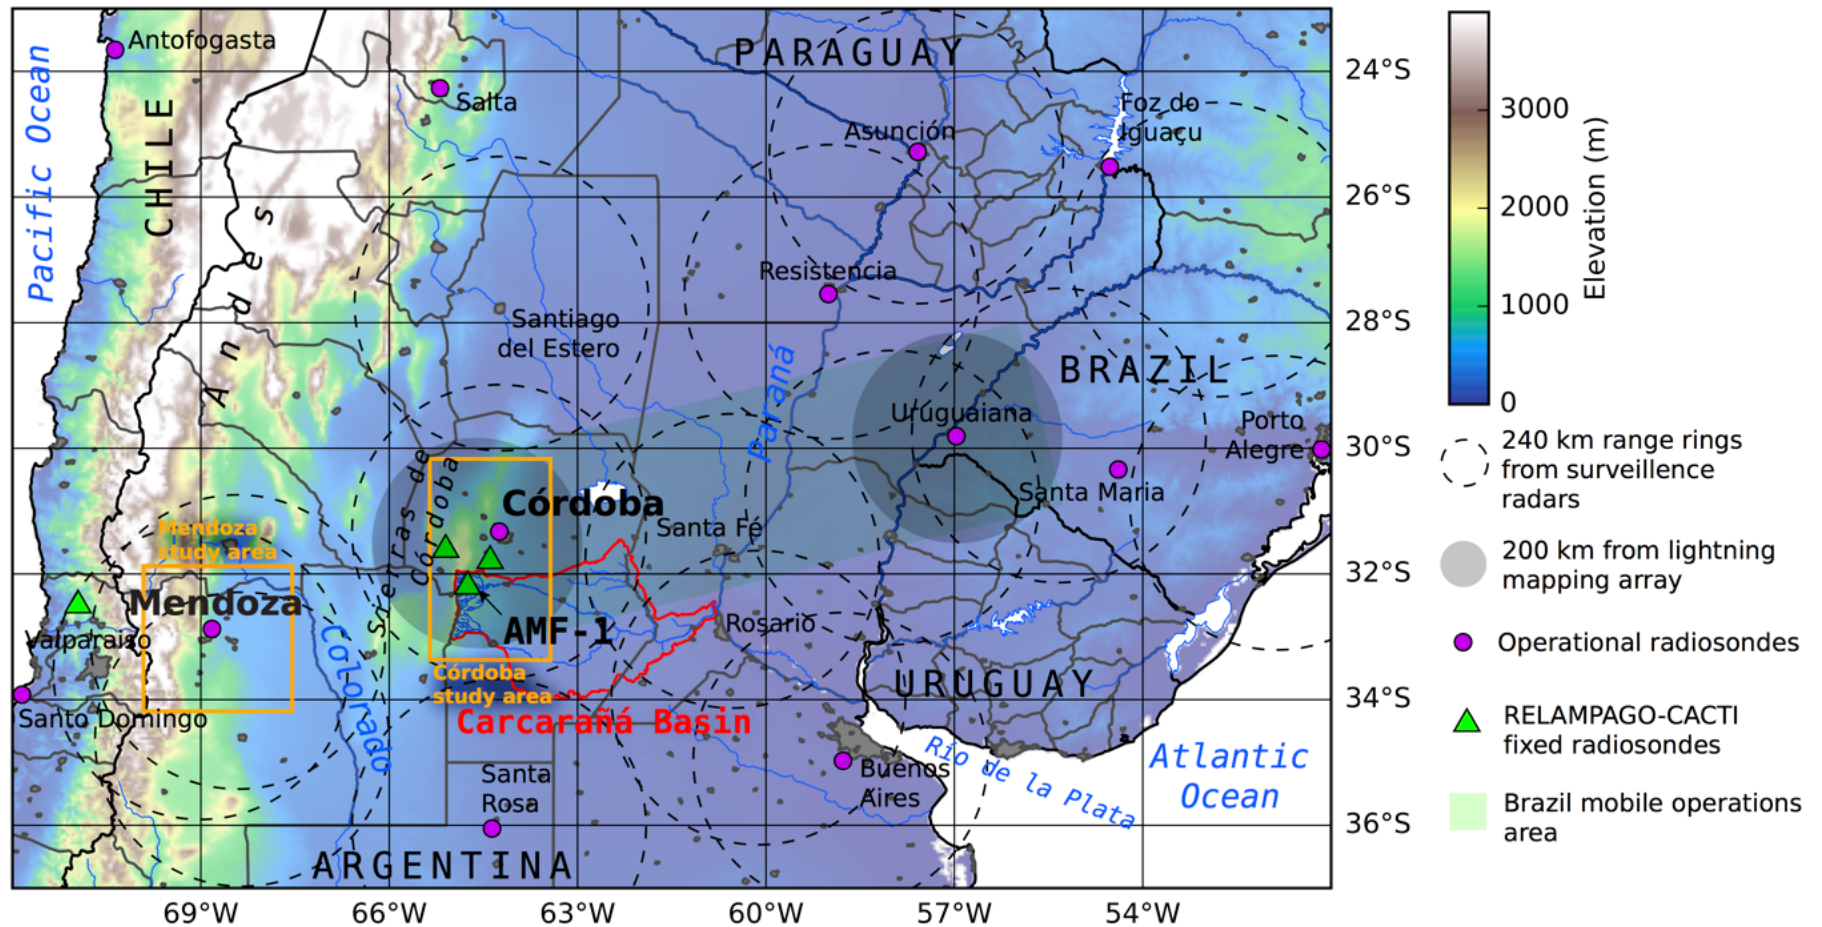 Antofogasta
PARAGUAY
24°S
Pacific Ocean
CHILE
Salta
Asunción
Foz do
Iguaçu
26°S
Andes
Resistencia
28°S
Santiago
del Estero
Paraná
BRAZIL
Uruguaiana
Porto
Alegre
30°S
Sierras de
Córdoba
Córdoba
Santa Maria
Santa Fé
Mendoza
study area
32°S
Mendoza
Valparaiso
AMF-1
Rosario
Colorado
Córdoba
study area
URUGUAY
34°S
Santo Domingo
Carcarañá Basin
Río de la Plata
Atlantic
Ocean
Santa
Rosa
Buenos
Aires
36°S
ARGENTINA
69°W
66°W
63°W
60°W
57°W
54°W
3000
2000
1000
0
Elevation (m)
240 km range rings
from surveillence
radars
200 km from lightning
mapping array
Operational radiosondes
RELAMPAGO-CACTI
fixed radiosondes
Brazil mobile operations
area